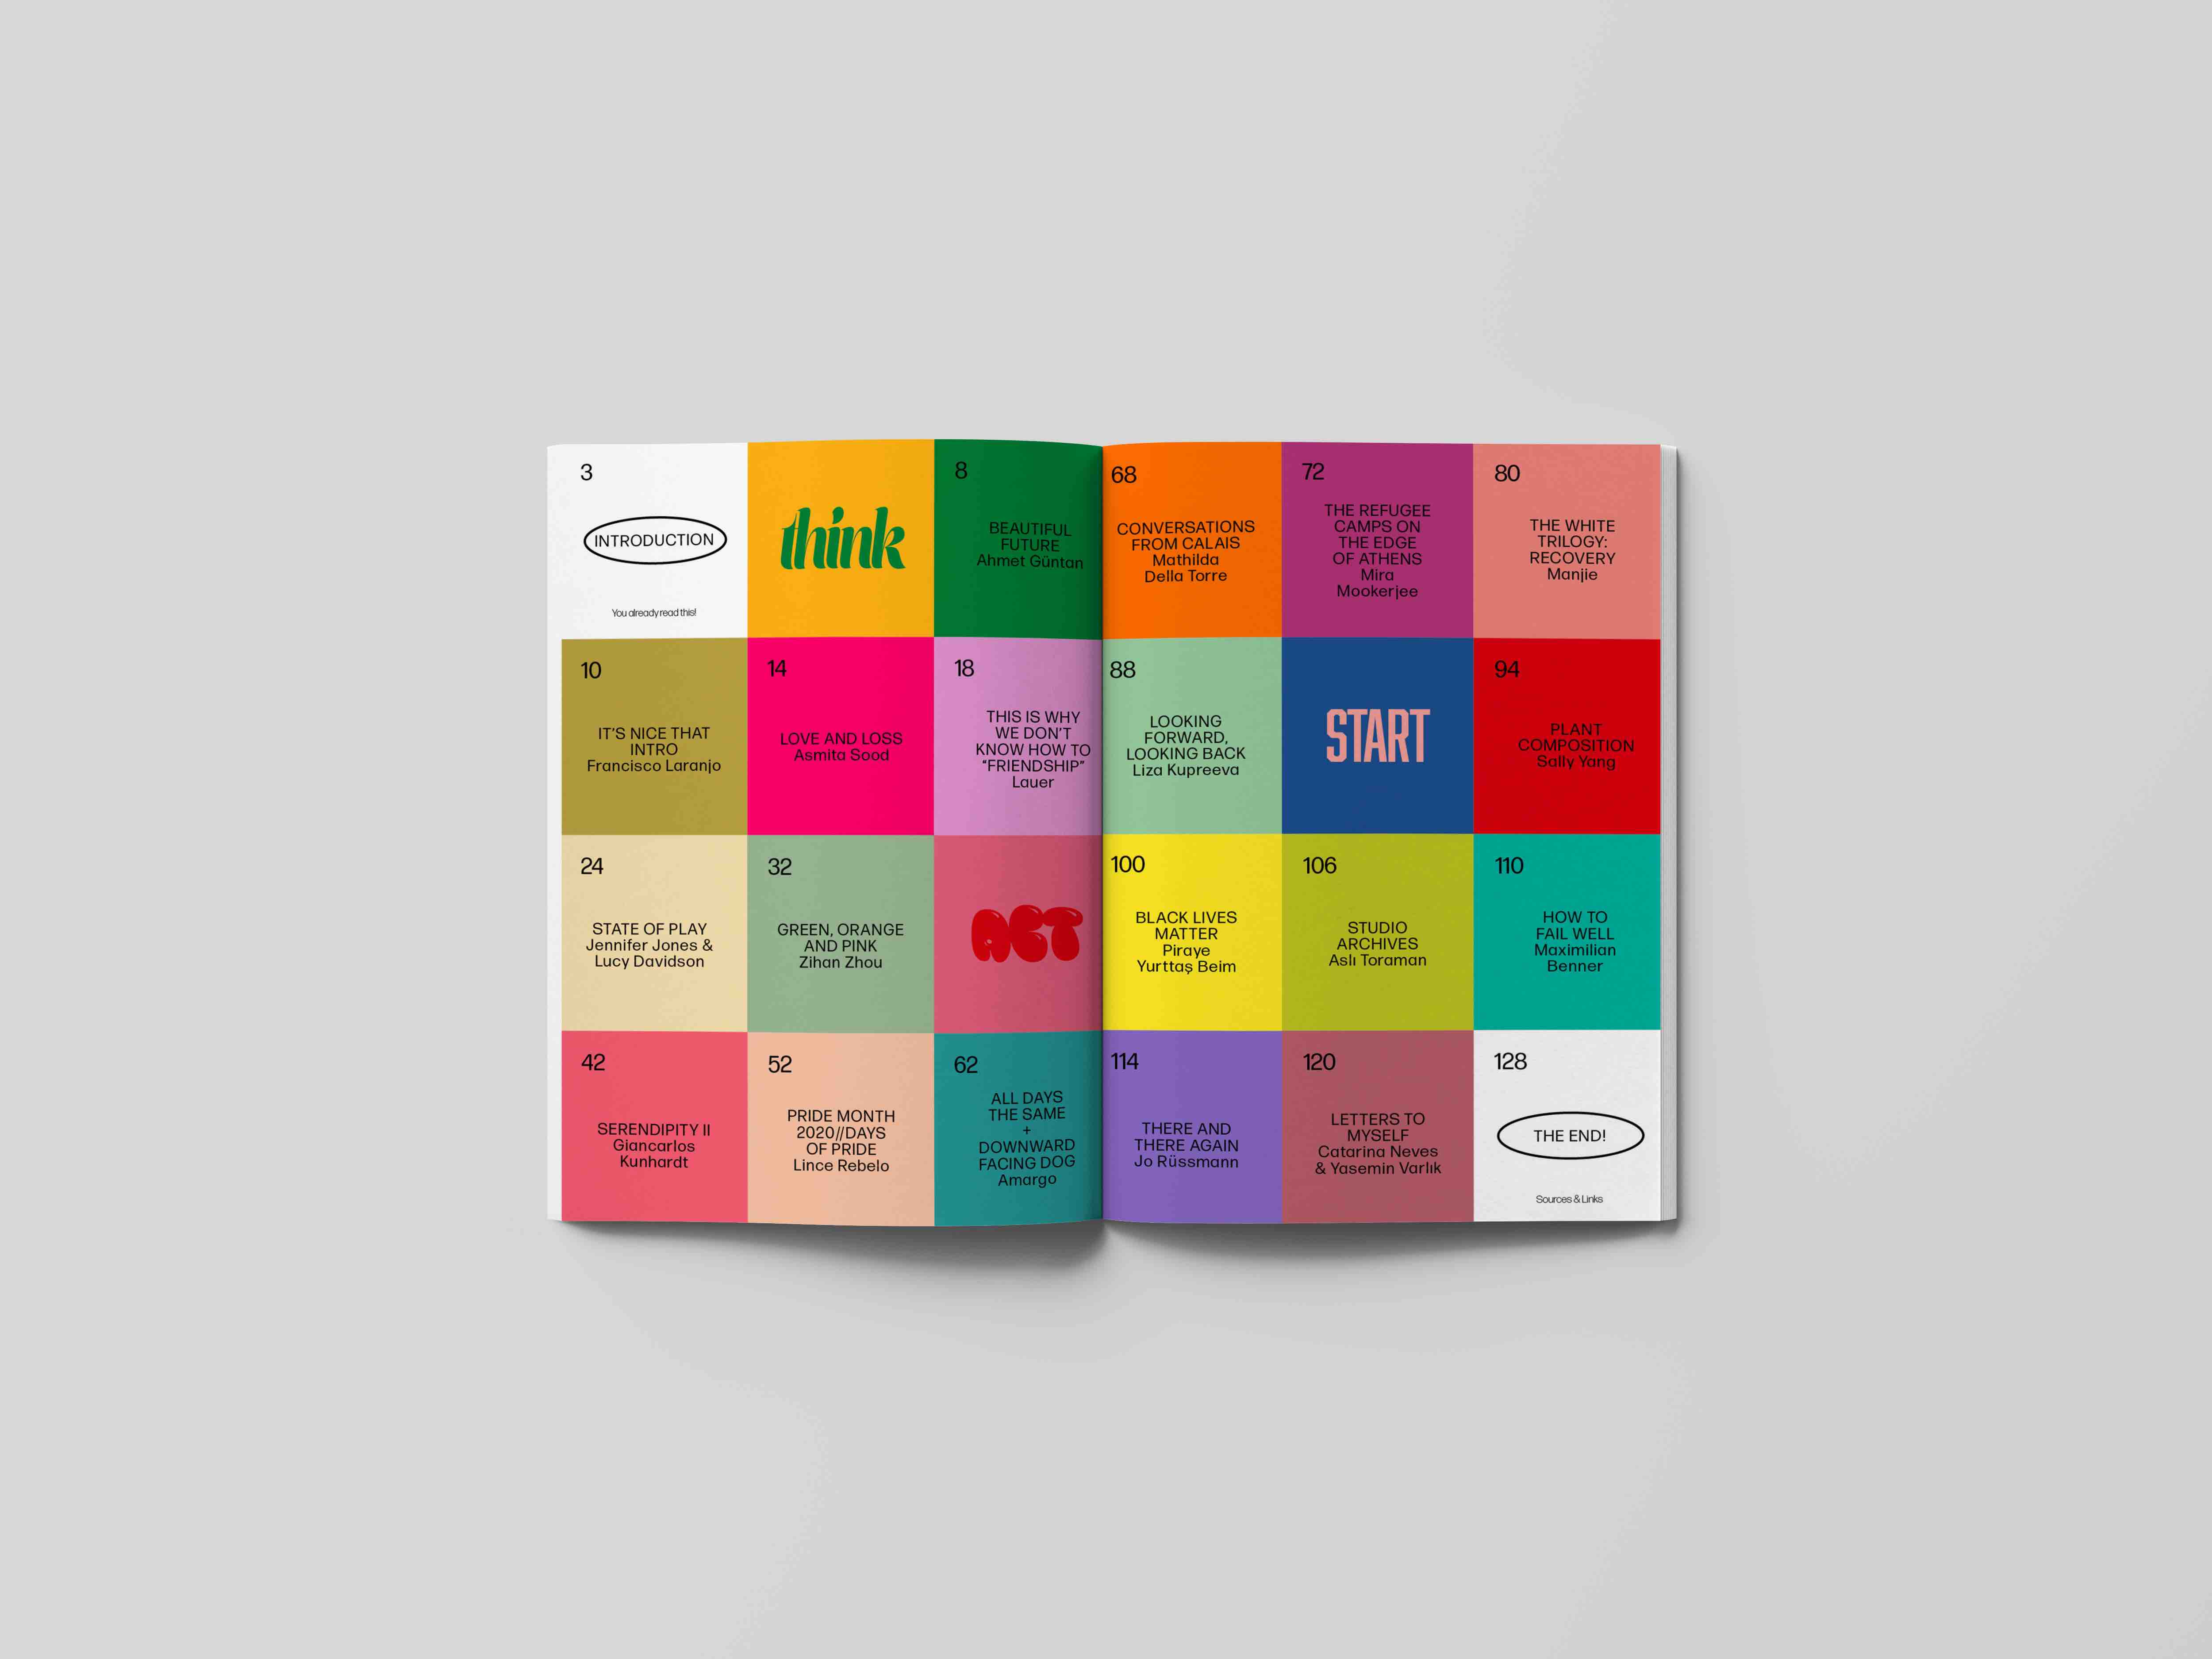 3
INTRODUCTION
You already read this!
think
8
BEAUTIFUL
FUTURE
Ahmet Güntan
10
IT'S NICE THAT
INTRO
Francisco Laranjo
14
LOVE AND LOSS
Asmita Sood
18
THIS IS WHY
WE DON'T
KNOW HOW TO
"FRIENDSHIP"
Lauer
24
STATE OF PLAY
Jennifer Jones &
Lucy Davidson
32
GREEN, ORANGE
AND PINK
Zihan Zhou
ACT
42
SERENDIPITY II
Giancarlos
Kunhardt
52
PRIDE MONTH
2020//DAYS
OF PRIDE
Lince Rebelo
62
ALL DAYS
THE SAME
+
DOWNWARD
FACING DOG
Amargo
68
CONVERSATIONS
FROM CALAIS
Mathilda
Della Torre
72
THE REFUGEE
CAMPS ON
THE EDGE
OF ATHENS
Mira
Mookerjee
80
THE WHITE
TRILOGY:
RECOVERY
Manjie
88
LOOKING
FORWARD,
LOOKING BACK
Liza Kupreeva
START
94
PLANT
COMPOSITION
Sally Yang
100
BLACK LIVES
MATTER
Piraye
Yurttaş Beim
106
STUDIO
ARCHIVES
Aslı Toraman
110
HOW TO
FAIL WELL
Maximilian
Benner
114
THERE AND
THERE AGAIN
Jo Rüssmann
120
LETTERS TO
MYSELF
Catarina Neves
& Yasemin Varlık
128
THE END!
Sources & Links